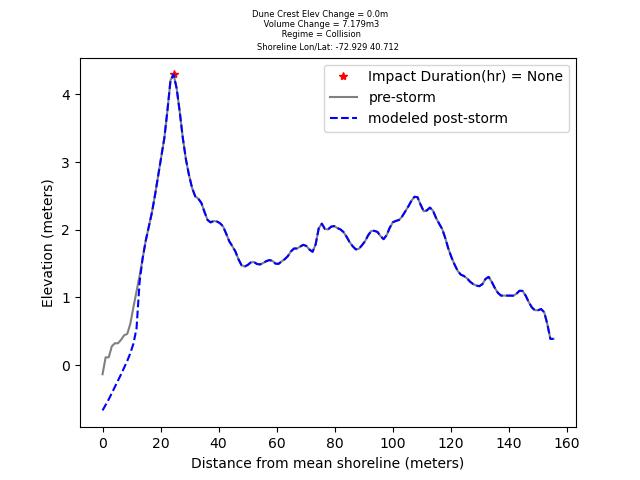 Dune Crest Elev Change = 0.0m
Volume Change = 7.179m3
Regime = Collision
Shoreline Lon/Lat: -72.929 40.712
Impact Duration(hr) = None
pre-storm
modeled post-storm
Elevation (meters)
4
3
2
1
0
0 20 40 60 80 100 120 140 160
Distance from mean shoreline (meters)